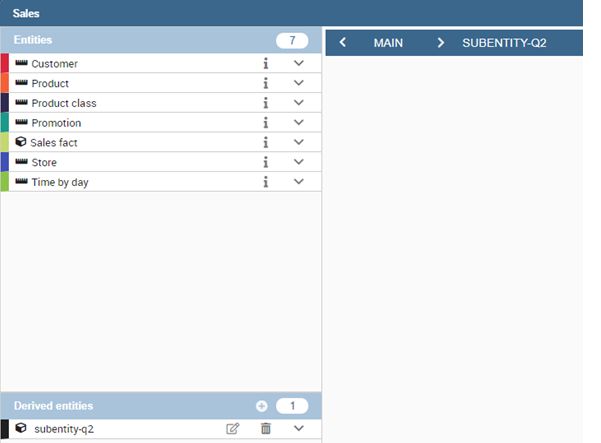 Sales
Entities 7
MAIN SUBENTITY-Q2
Customer
Product
Product class
Promotion
Sales fact
Store
Time by day
Derived entities 1
subentity-q2